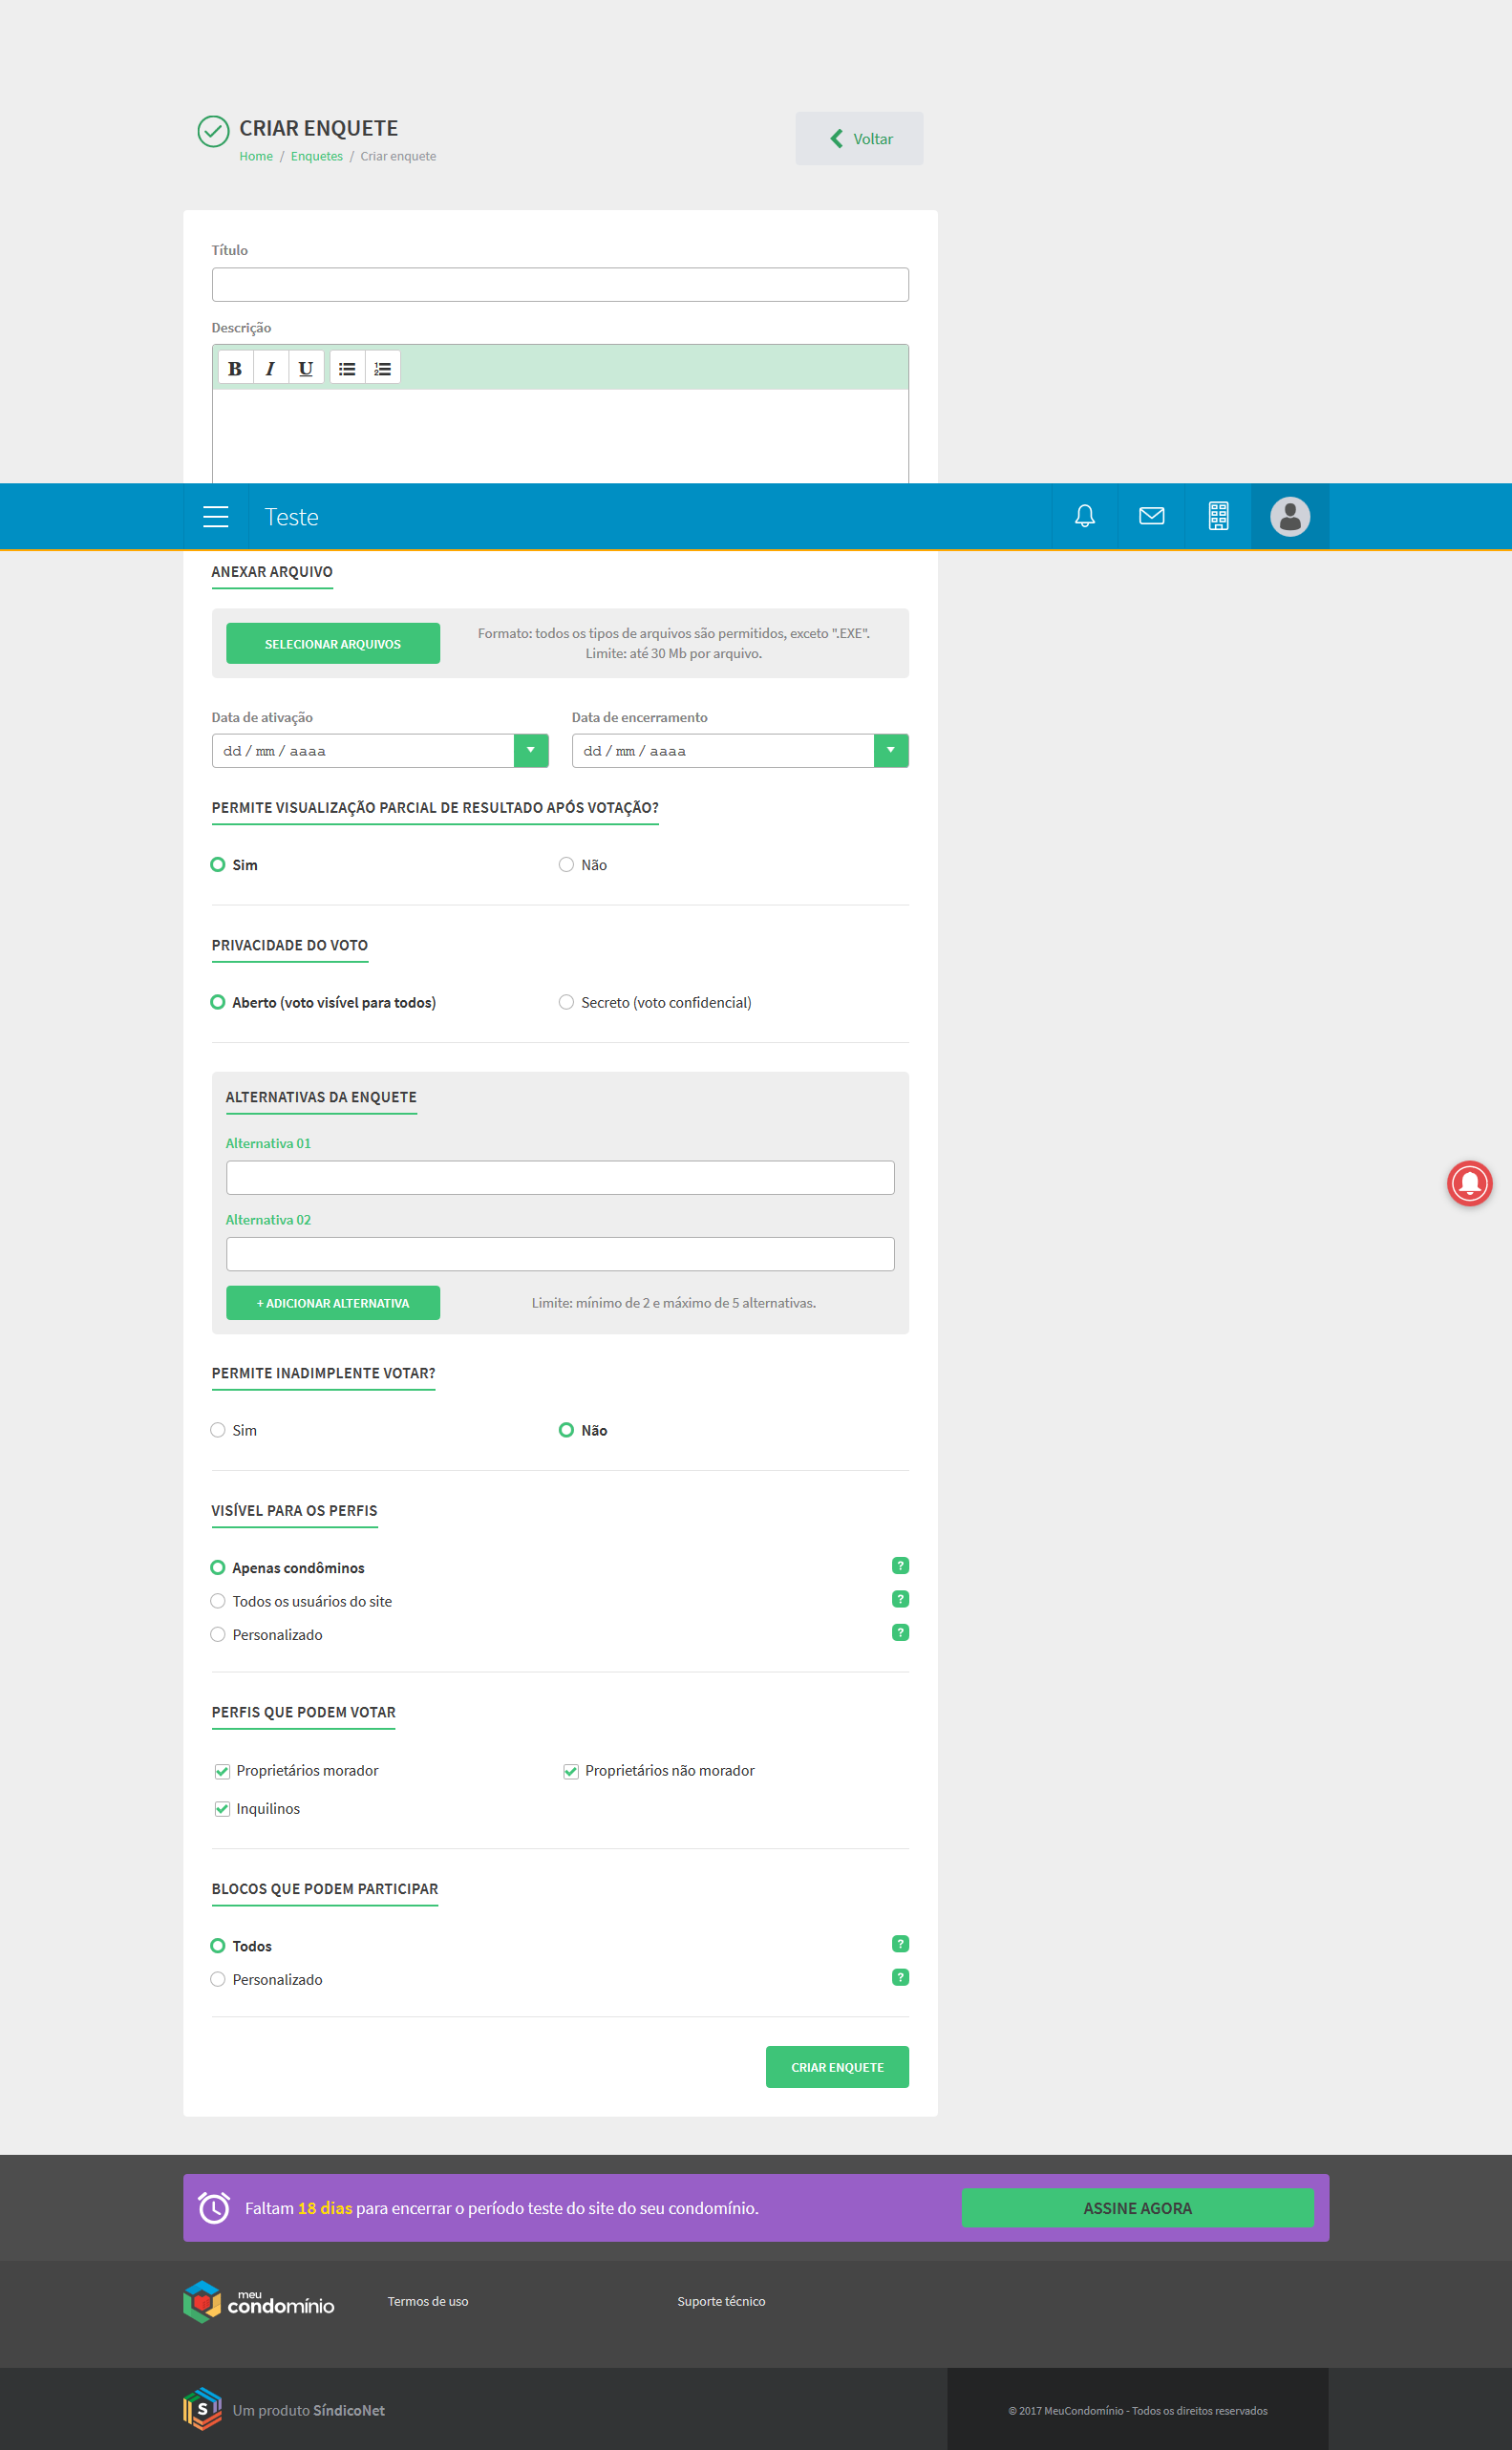 CRIAR ENQUETE
Home / Enquetes / Criar enquete
Voltar
Título
Descrição
B I U
Teste
ANEXAR ARQUIVO
SELECIONAR ARQUIVOS
Formato: todos os tipos de arquivos são permitidos, exceto ".EXE".
Limite: até 30 Mb por arquivo.
Data de ativação
Data de encerramento
dd / mm / aaaa
dd / mm / aaaa
PERMITE VISUALIZAÇÃO PARCIAL DE RESULTADO APÓS VOTAÇÃO?
Sim
Não
PRIVACIDADE DO VOTO
Aberto (voto visível para todos)
Secreto (voto confidencial)
ALTERNATIVAS DA ENQUETE
Alternativa 01
Alternativa 02
+ ADICIONAR ALTERNATIVA
Limite: mínimo de 2 e máximo de 5 alternativas.
PERMITE INADIMPLENTE VOTAR?
Sim
Não
VISÍVEL PARA OS PERFIS
Apenas condôminos
?
Todos os usuários do site
?
Personalizado
?
PERFIS QUE PODEM VOTAR
Proprietários morador
Proprietários não morador
Inquilinos
BLOCOS QUE PODEM PARTICIPAR
Todos
?
Personalizado
?
CRIAR ENQUETE
Faltam 18 dias para encerrar o período teste do site do seu condomínio.
ASSINE AGORA
meu
condomínio
Termos de uso
Suporte técnico
S
Um produto SíndicoNet
© 2017 MeuCondomínio - Todos os direitos reservados